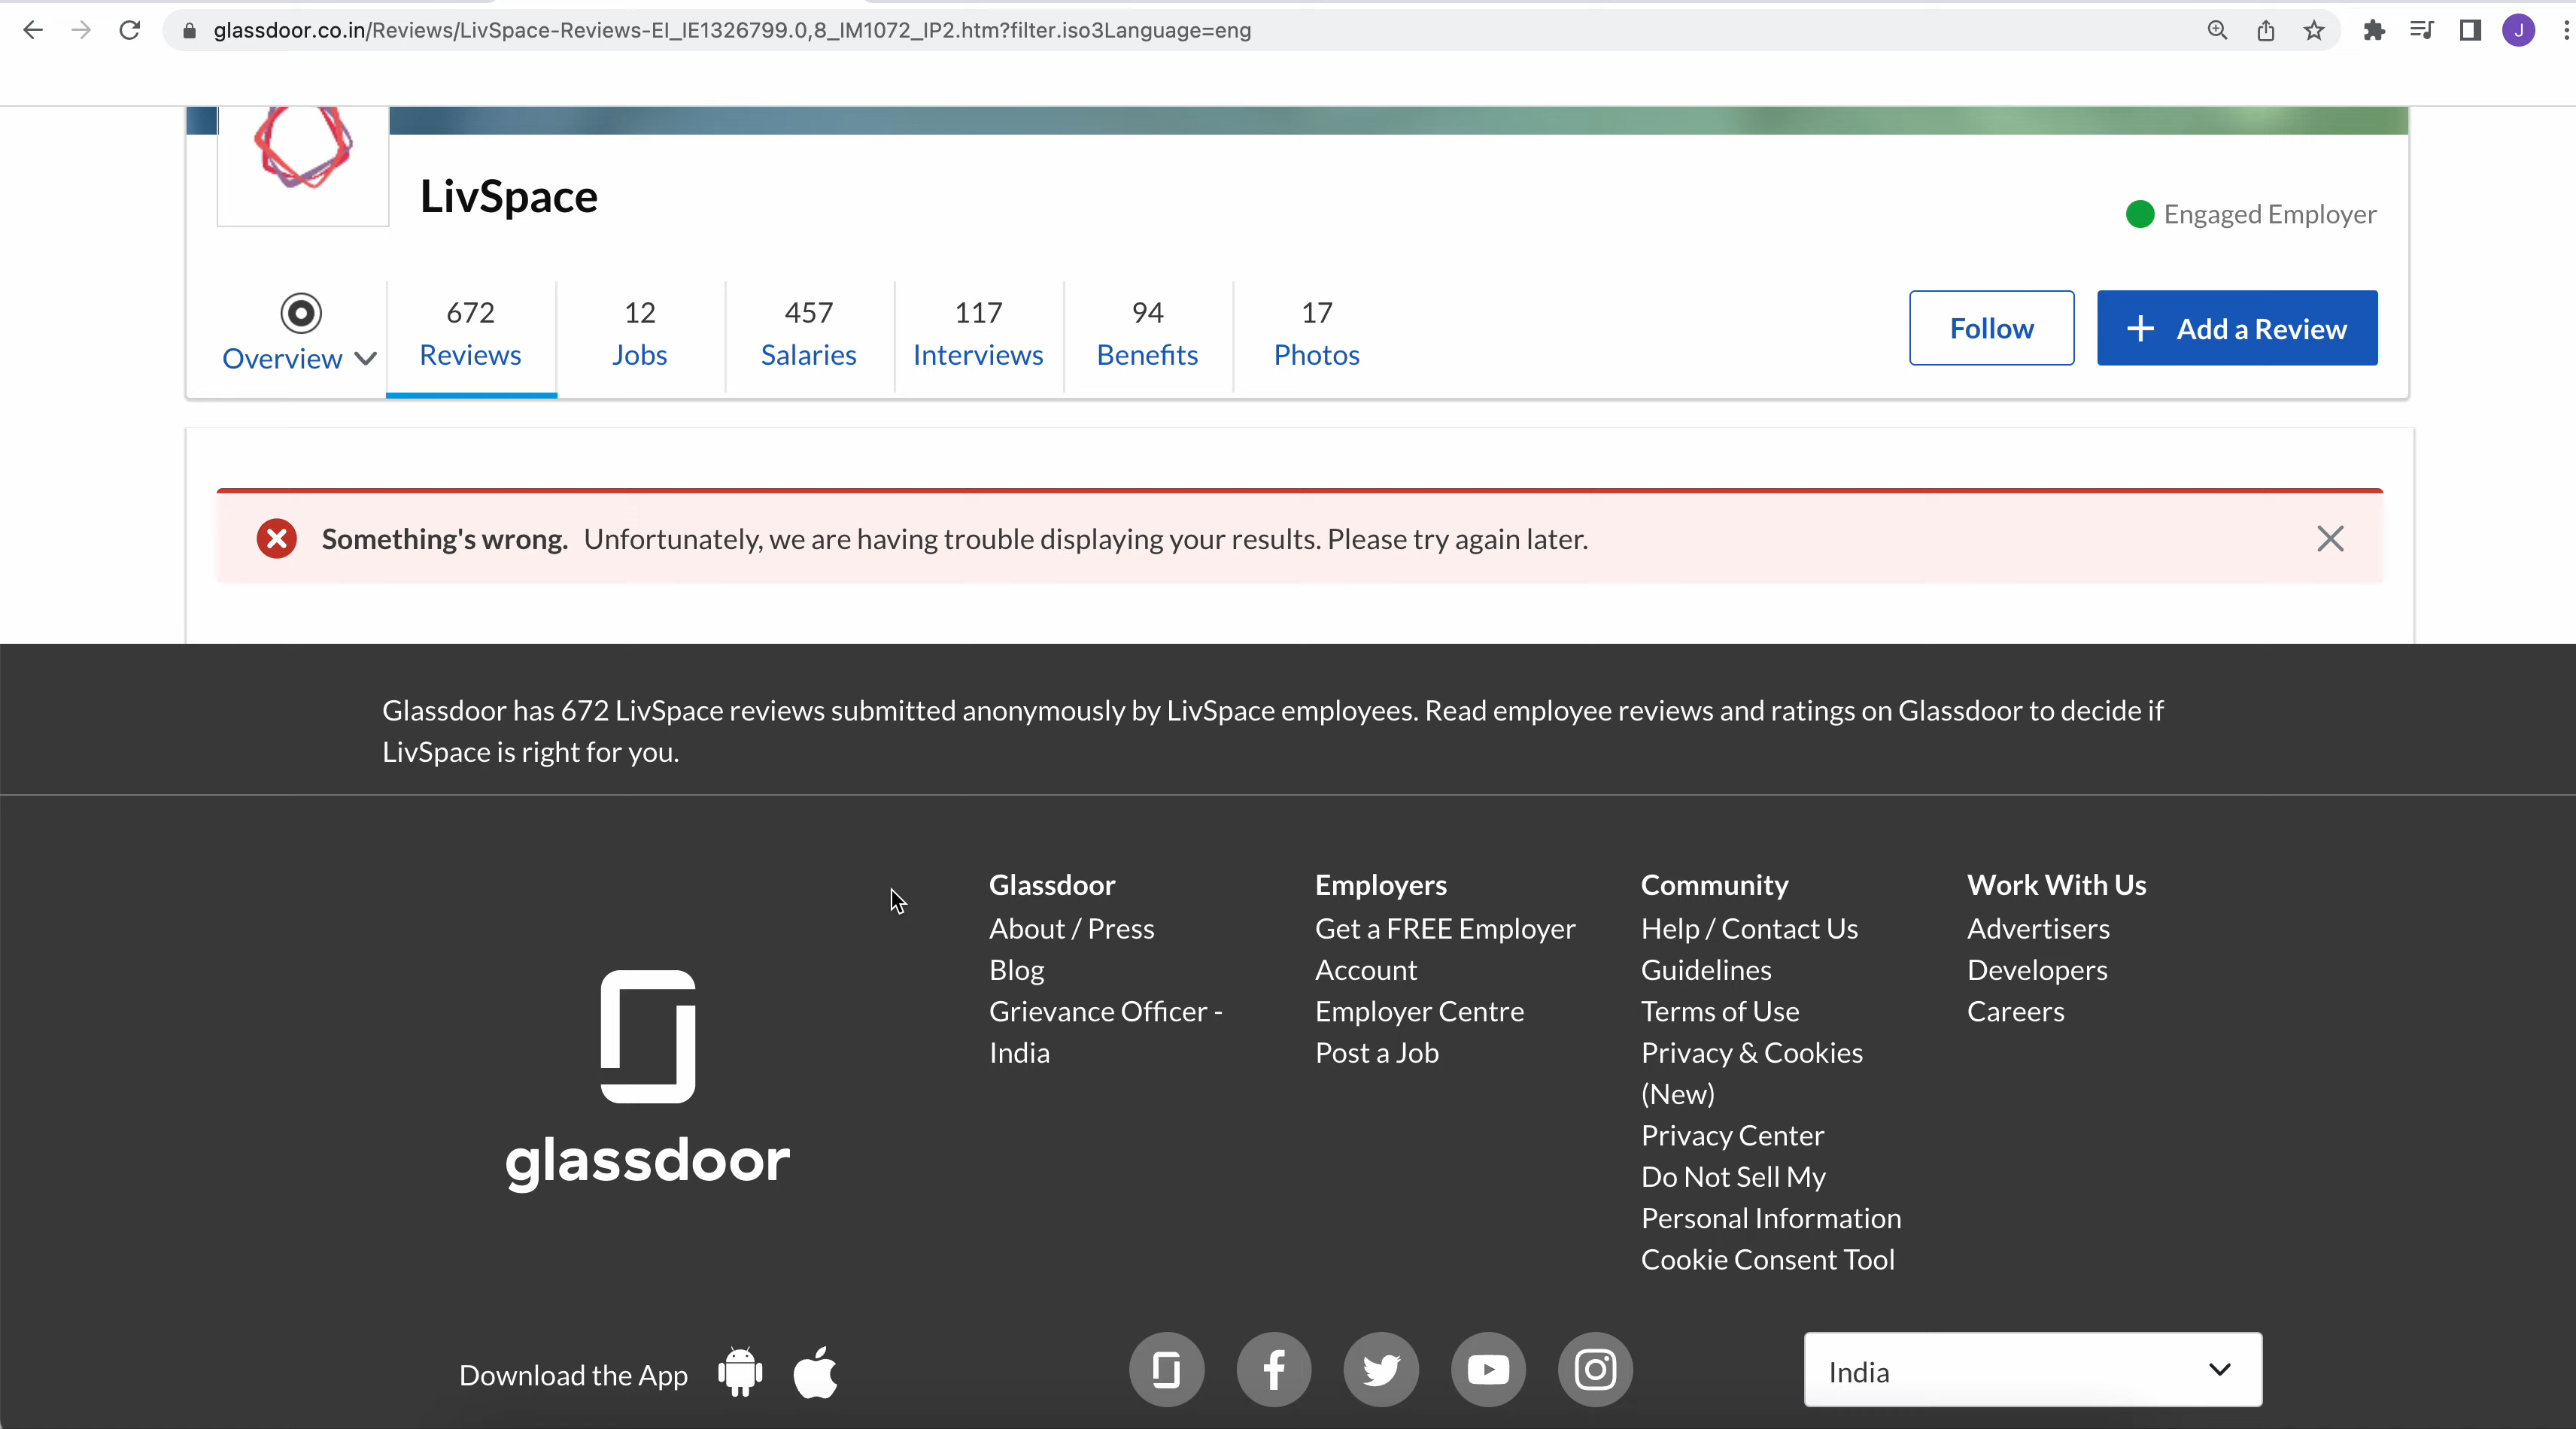 glassdoor.co.in/Reviews/LivSpace-Reviews-EI_IE1326799.0,8_IM1072_IP2.htm?filter.iso3Language=eng
J
LivSpace
Engaged Employer
Overview
672
Reviews
12
Jobs
457
Salaries
117
Interviews
94
Benefits
17
Photos
Follow
+ Add a Review
Something's wrong. Unfortunately, we are having trouble displaying your results. Please try again later.
Glassdoor has 672 LivSpace reviews submitted anonymously by LivSpace employees. Read employee reviews and ratings on Glassdoor to decide if
LivSpace is right for you.
glassdoor
Glassdoor
About / Press
Blog
Grievance Officer -
India
Employers
Get a FREE Employer
Account
Employer Centre
Post a Job
Community
Help / Contact Us
Guidelines
Terms of Use
Privacy & Cookies
(New)
Privacy Center
Do Not Sell My
Personal Information
Cookie Consent Tool
Work With Us
Advertisers
Developers
Careers
Download the App
India